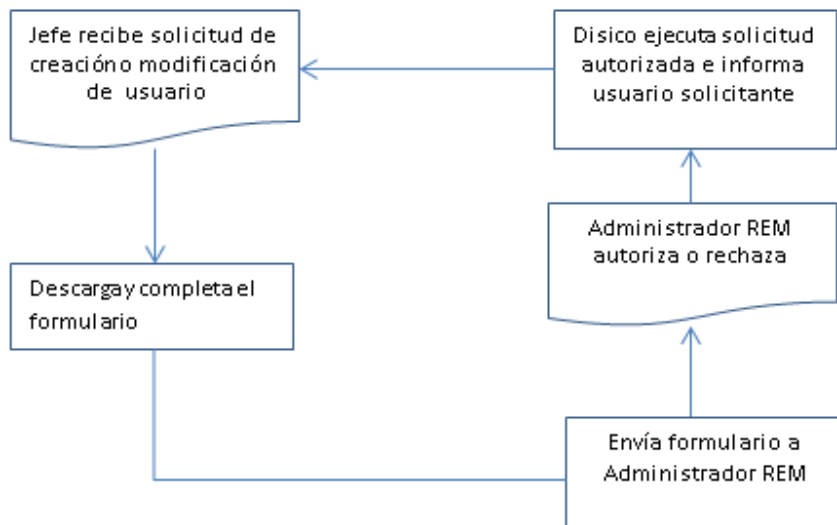 Jefe recibe solicitud de
creacióno modificación
de usuario
Descargay completa el
formulario
Envía formulario a
Administrador REM
Administrador REM
autoriza o rechaza
Disico ejecuta solicitud
autorizada e informa
usuario solicitante